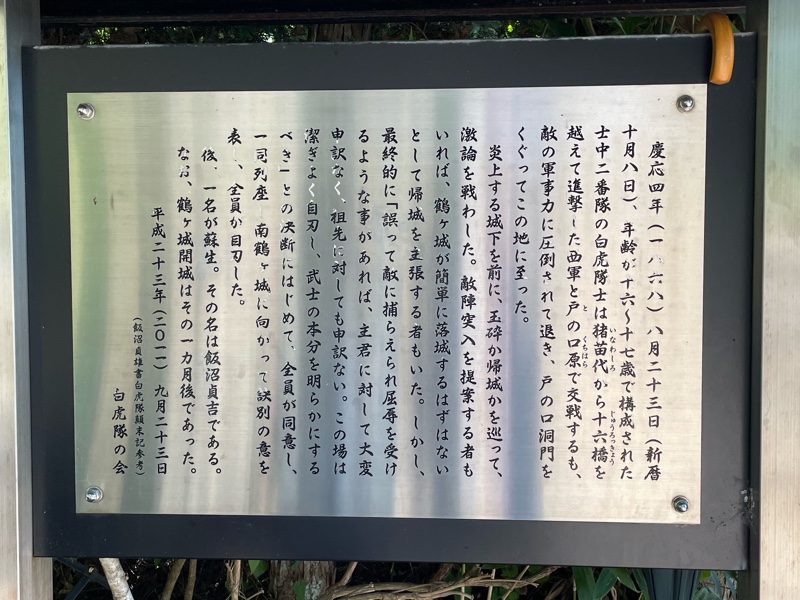 慶応四年(一八六八)八月二十三日(新暦
十月八日)、年齢が十六〜十七歳で構成された
士中二番隊の白虎隊士は猪苗代から十六橋を
いなわしろ
じゅうろっきょう
越えて進撃した西軍と戸の口原で交戦するも、
と くちはら
敵の軍事力に圧倒されて退き、戸の口洞門を
くぐってこの地に至った。
炎上する城下を前に、玉砕か帰城かを巡って、
激論を戦わした。敵陣突入を提案する者も
いれば、鶴ヶ城が簡単に落城するはずはない
として帰城を主張する者もいた。しかし、
最終的に「誤って敵に捕らえられ屈辱を受け
るような事があれば、主君に対して大変
申訳なく、祖先に対しても申訳ない。この場は
潔ぎよく自刃し、武士の本分を明らかにする
べき」との決断にはじめて、全員が同意し、
一同列座 南鶴ヶ城に向かって訣別の意を
表し、全員が自刃した。
後、一名が蘇生。その名は飯沼貞吉である。
なお、鶴ヶ城開城はその一カ月後であった。
平成二十三年(二〇一一)九月二十三日
(飯沼貞雄書白虎隊顛末記参考)
白虎隊の会